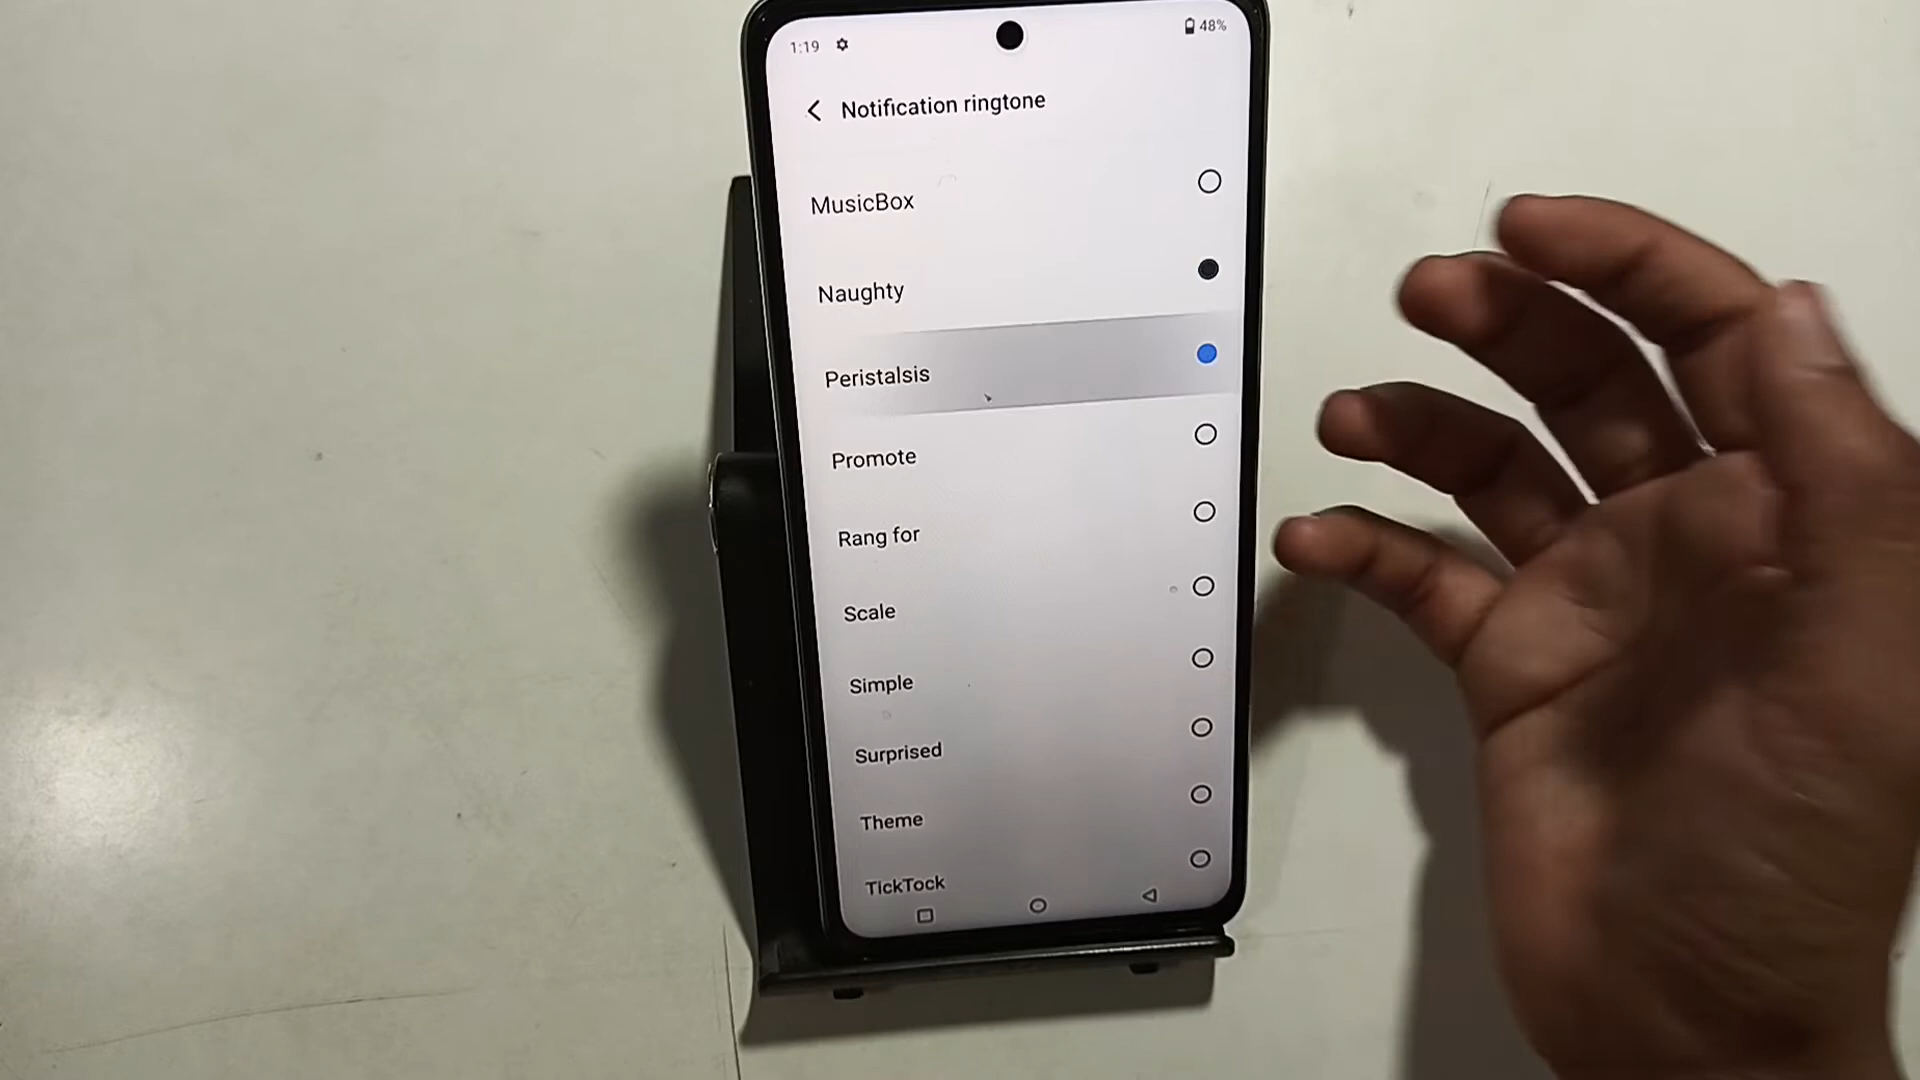 1:19
48%
Notification ringtone
MusicBox
Naughty
Peristalsis
Promote
Rang for
Scale
Simple
Surprised
Theme
TickTock